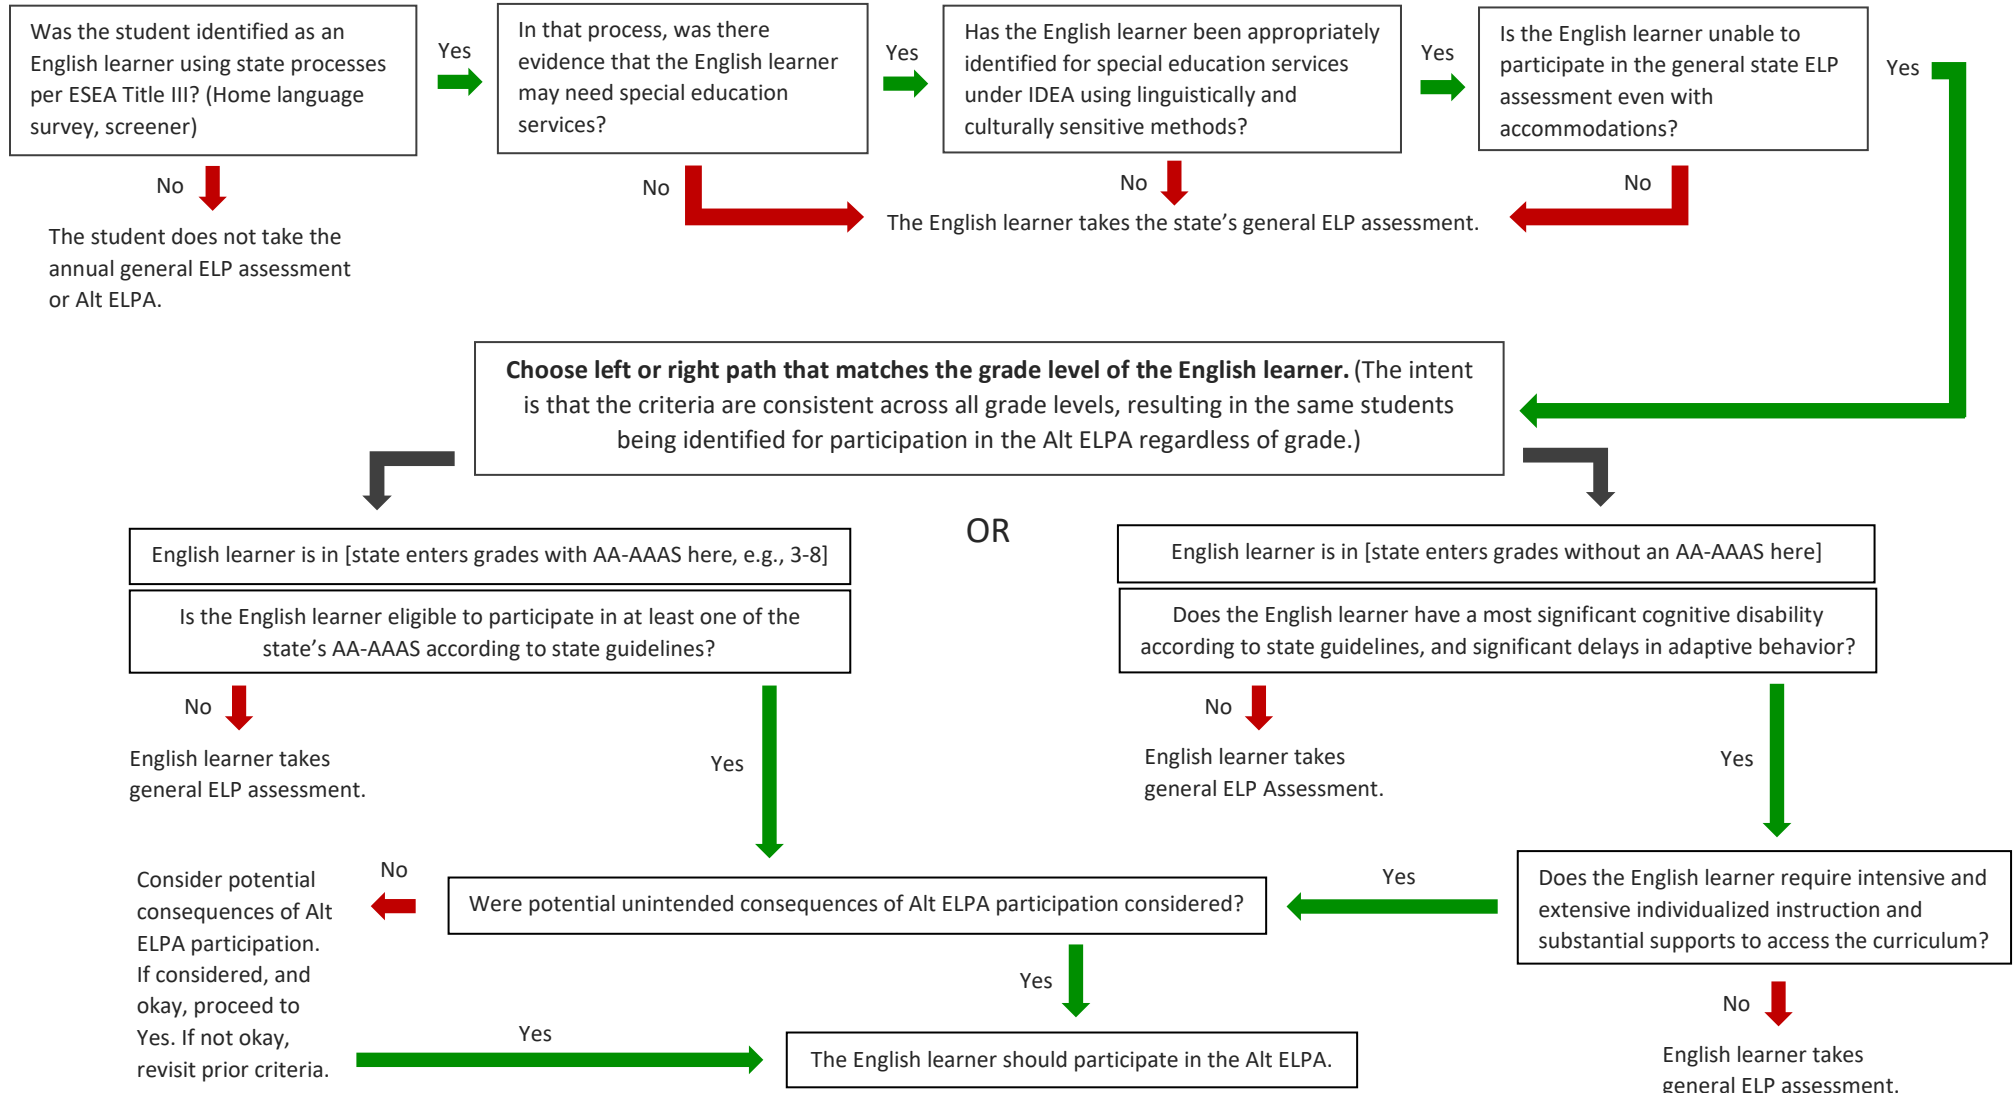 Was the student identified as an
English learner using state processes
per ESEA Title III? (Home language
survey, screener)
Yes
In that process, was there
evidence that the English learner
may need special education
services?
Yes
Has the English learner been appropriately
identified for special education services
under IDEA using linguistically and
culturally sensitive methods?
Yes
Is the English learner unable to
participate in the general state ELP
assessment even with
accommodations?
Yes
No
No
No
No
The student does not take the
annual general ELP assessment
or Alt ELPA.
The English learner takes the state’s general ELP assessment.
Choose left or right path that matches the grade level of the English learner. (The intent
is that the criteria are consistent across all grade levels, resulting in the same students
being identified for participation in the Alt ELPA regardless of grade.)
OR
English learner is in [state enters grades with AA-AAAS here, e.g., 3-8]
Is the English learner eligible to participate in at least one of the
state’s AA-AAAS according to state guidelines?
No
English learner takes
general ELP assessment.
Yes
English learner is in [state enters grades without an AA-AAAS here]
Does the English learner have a most significant cognitive disability
according to state guidelines, and significant delays in adaptive behavior?
No
English learner takes
general ELP Assessment.
Yes
Does the English learner require intensive and
extensive individualized instruction and
substantial supports to access the curriculum?
Yes
No
English learner takes
general ELP assessment.
Were potential unintended consequences of Alt ELPA participation considered?
No
Consider potential
consequences of Alt
ELPA participation.
If considered, and
okay, proceed to
Yes. If not okay,
revisit prior criteria.
Yes
Yes
The English learner should participate in the Alt ELPA.